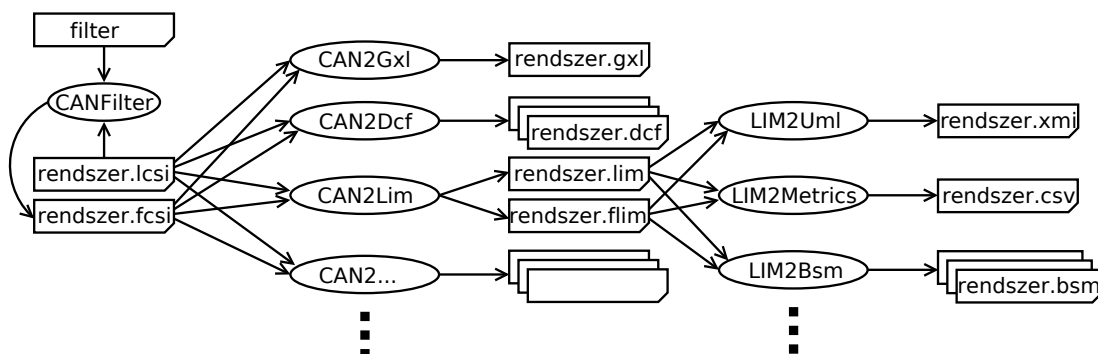 filter
CANFilter
rendszer.lcsi
rendszer.fcsi
CAN2Gxl
CAN2Dcf
CAN2Lim
CAN2...
rendszer.gxl
rendszer.dcf
rendszer.lim
rendszer.flim
LIM2Uml
LIM2Metrics
LIM2Bsm
rendszer.xmi
rendszer.csv
rendszer.bsm